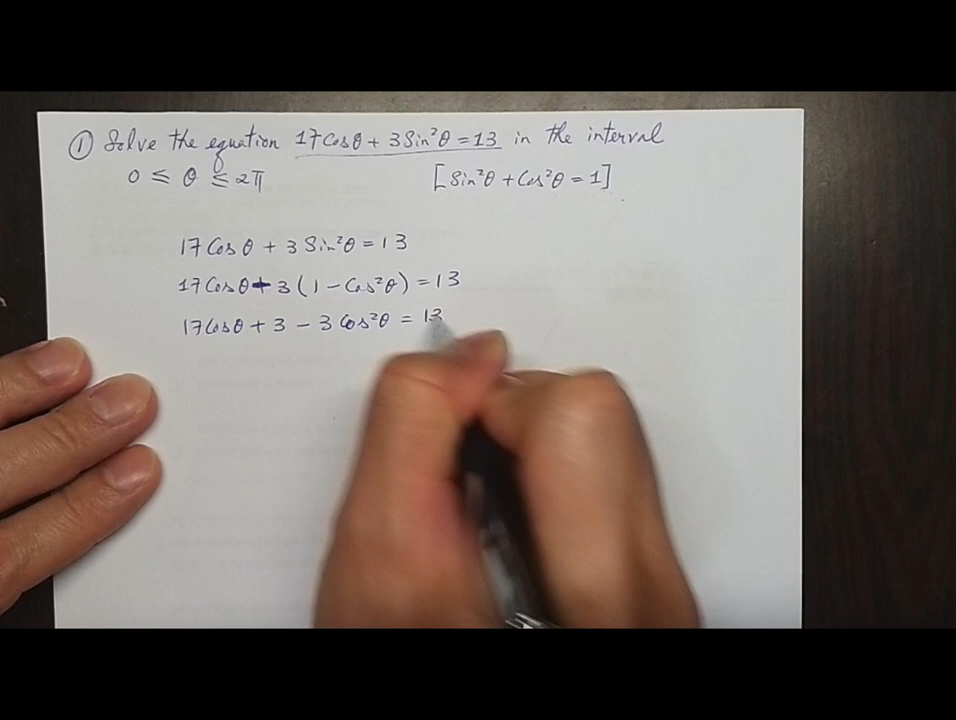 ① Solve the equation 17Cosθ + 3Sin²θ = 13 in the interval
0 ≤ θ ≤ 2π [Sin²θ + Cos²θ = 1]
17Cosθ + 3Sin²θ = 13
17Cosθ + 3(1 - Cos²θ) = 13
17Cosθ + 3 - 3Cos²θ = 13